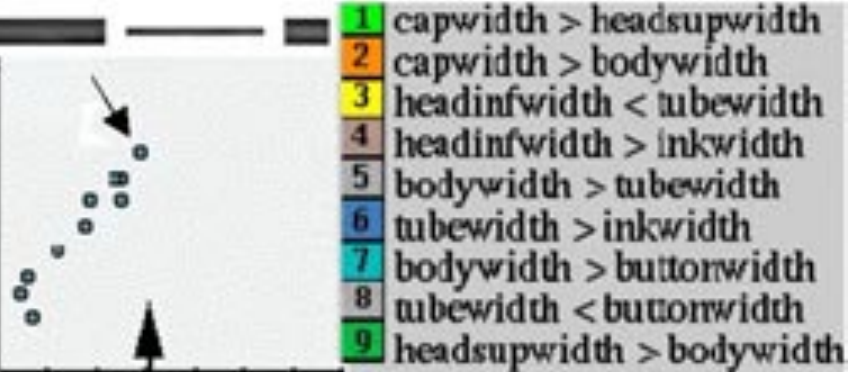 1 capwidth > headsupwidth
2 capwidth > bodywidth
3 headinfwidth < tubewidth
4 headinfwidth > inkwidth
5 bodywidth > tubewidth
6 tubewidth > inkwidth
7 bodywidth > buttonwidth
8 tubewidth < buttonwidth
9 headsupwidth > bodywidth